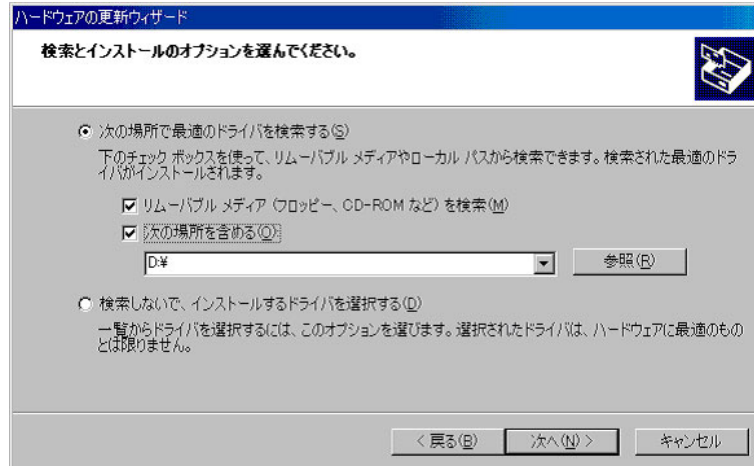 ハードウェアの更新ウィザード
検索とインストールのオプションを選んでください。
次の場所で最適のドライバを検索する(S)
下のチェック ボックスを使って、リムーバブル メディアやローカル パスから検索できます。検索された最適のドラ
イバがインストールされます。
リムーバブル メディア (フロッピー、CD-ROM など) を検索(M)
次の場所を含める(O):
D:¥
参照(R)
検索しないで、インストールするドライバを選択する(D)
一覧からドライバを選択するには、このオプションを選びます。選択されたドライバは、ハードウェアに最適のもの
とは限りません。
< 戻る(B)
次へ(N) >
キャンセル